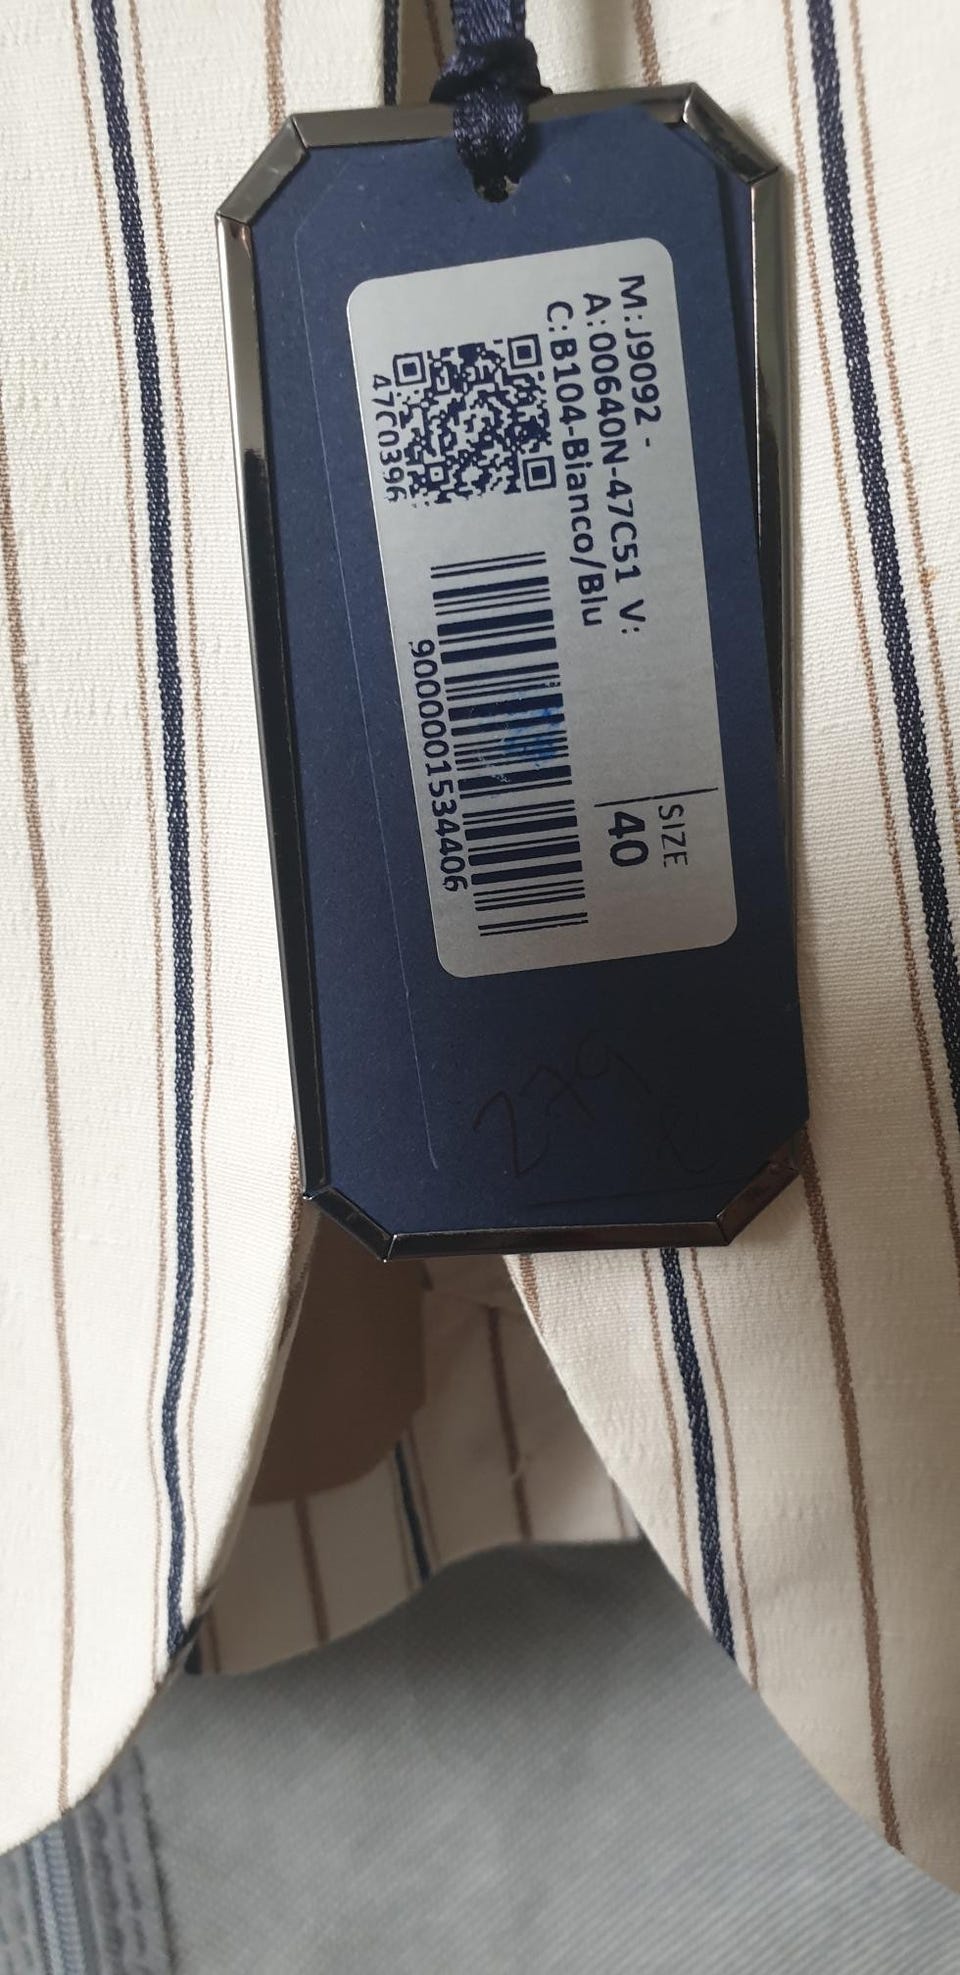 M:J9092 -
A:00640N-47C51 V:
C:B104-Bianco/Blu
SIZE
40
47C0396
9000001534406